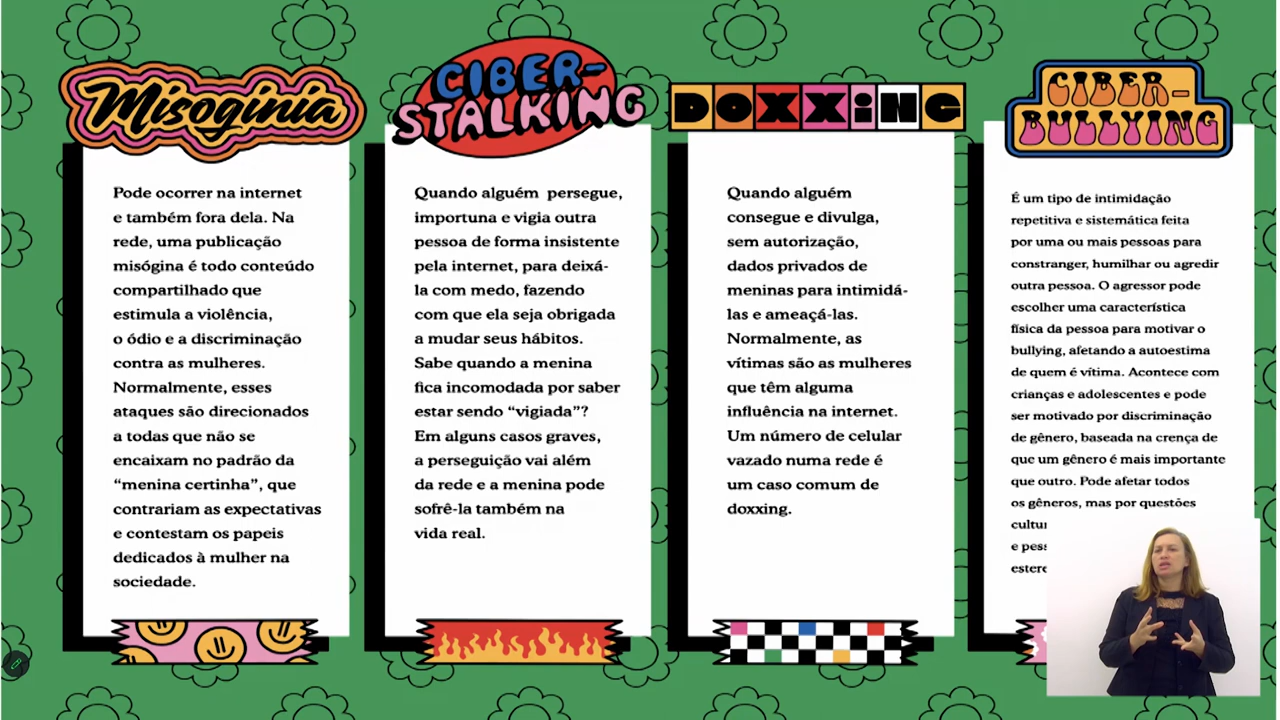 Misoginia
Pode ocorrer na internet
e também fora dela. Na
rede, uma publicação
misógina é todo conteúdo
compartilhado que
estimula a violência,
o ódio e a discriminação
contra as mulheres.
Normalmente, esses
ataques são direcionados
a todas que não se
encaixam no padrão da
“menina certinha”, que
contrariam as expectativas
e contestam os papeis
dedicados à mulher na
sociedade.
CIBER-
STALKING
Quando alguém persegue,
importuna e vigia outra
pessoa de forma insistente
pela internet, para deixá-
la com medo, fazendo
com que ela seja obrigada
a mudar seus hábitos.
Sabe quando a menina
fica incomodada por saber
estar sendo “vigiada”?
Em alguns casos graves,
a perseguição vai além
da rede e a menina pode
sofrê-la também na
vida real.
DOXXiNG
Quando alguém
consegue e divulga,
sem autorização,
dados privados de
meninas para intimidá-
las e ameaçá-las.
Normalmente, as
vítimas são as mulheres
que têm alguma
influência na internet.
Um número de celular
vazado numa rede é
um caso comum de
doxxing.
CIBER-
BULLYING
É um tipo de intimidação
repetitiva e sistemática feita
por uma ou mais pessoas para
constranger, humilhar ou agredir
outra pessoa. O agressor pode
escolher uma característica
física da pessoa para motivar o
bullying, afetando a autoestima
de quem é vítima. Acontece com
crianças e adolescentes e pode
ser motivado por discriminação
de gênero, baseada na crença de
que um gênero é mais importante
que outro. Pode afetar todos
os gêneros, mas por questões
e